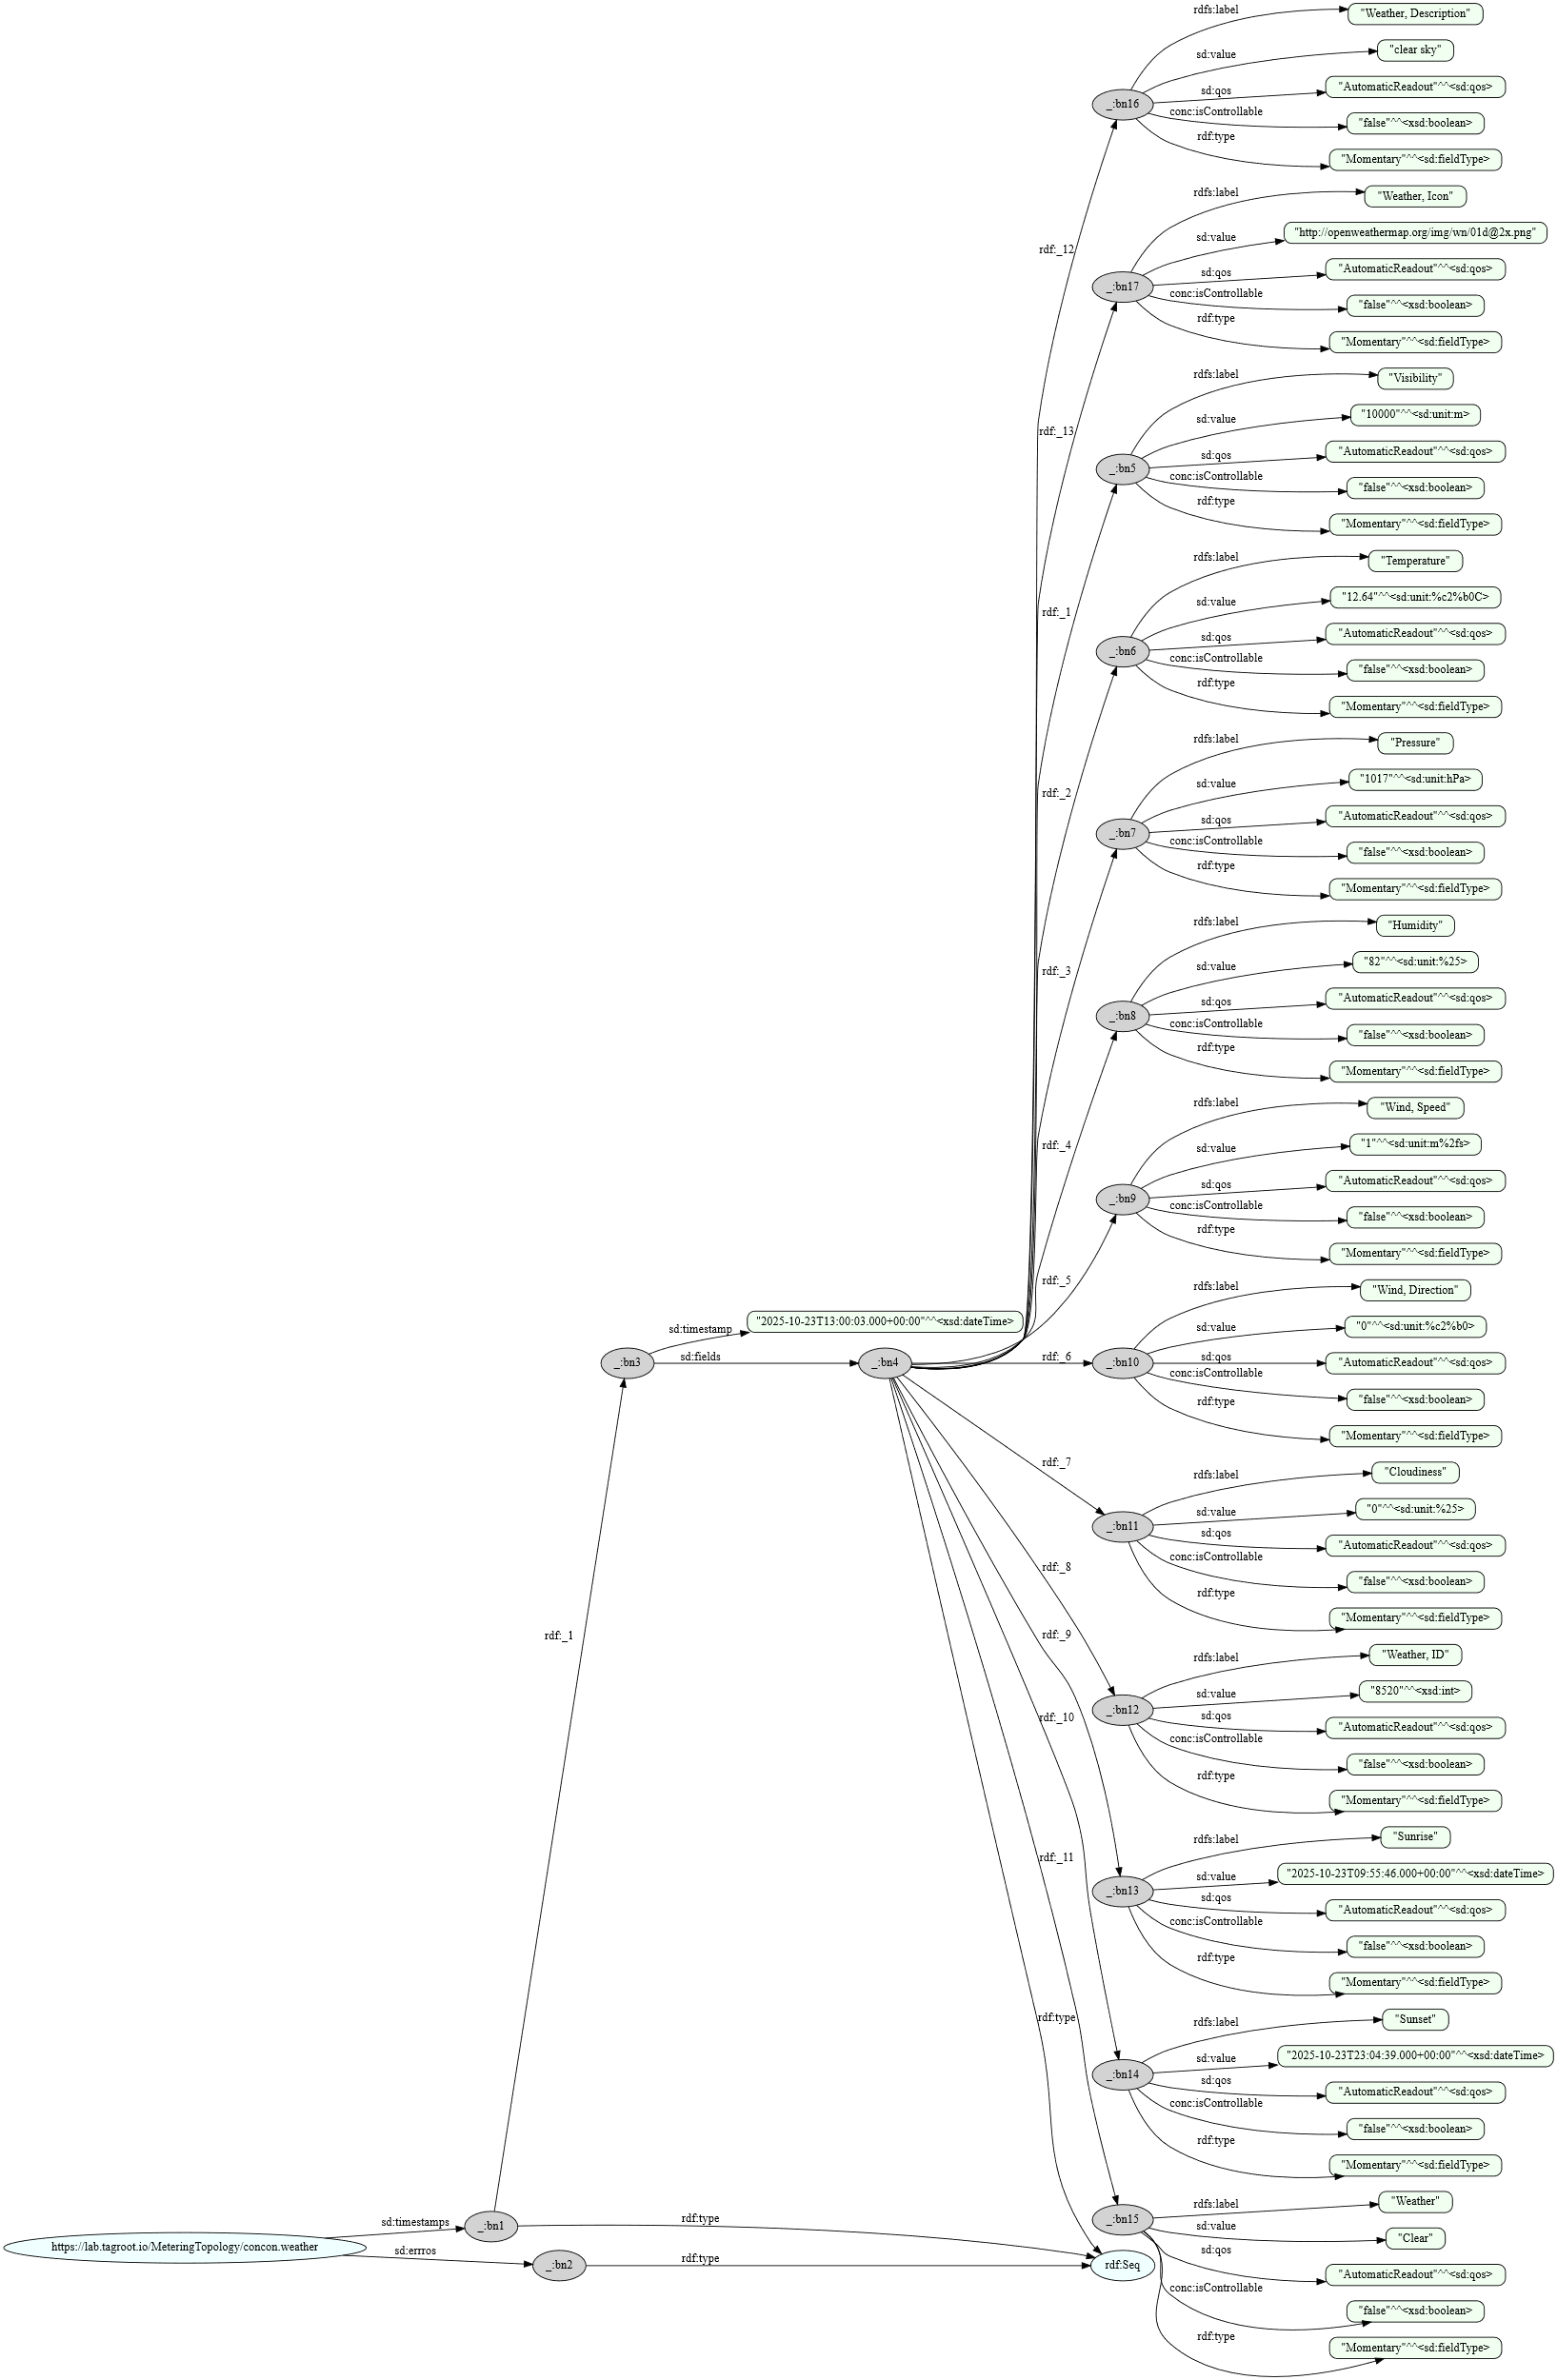 rdfs:label
"Weather, Description"
sd:value
"clear sky"
_:bn16
sd:qos
"AutomaticReadout"^^<sd:qos>
conc:isControllable
"false"^^<xsd:boolean>
rdf:type
"Momentary"^^<sd:fieldType>
rdf:_12
rdfs:label
"Weather, Icon"
sd:value
"http://openweathermap.org/img/wn/01d@2x.png"
_:bn17
sd:qos
"AutomaticReadout"^^<sd:qos>
conc:isControllable
"false"^^<xsd:boolean>
rdf:type
"Momentary"^^<sd:fieldType>
rdf:_13
rdfs:label
"Visibility"
sd:value
"10000"^^<sd:unit:m>
_:bn5
sd:qos
"AutomaticReadout"^^<sd:qos>
conc:isControllable
"false"^^<xsd:boolean>
rdf:type
"Momentary"^^<sd:fieldType>
rdf:_1
rdfs:label
"Temperature"
sd:value
"12.64"^^<sd:unit:%c2%b0C>
_:bn6
sd:qos
"AutomaticReadout"^^<sd:qos>
conc:isControllable
"false"^^<xsd:boolean>
rdf:type
"Momentary"^^<sd:fieldType>
rdf:_2
rdfs:label
"Pressure"
sd:value
"1017"^^<sd:unit:hPa>
_:bn7
sd:qos
"AutomaticReadout"^^<sd:qos>
conc:isControllable
"false"^^<xsd:boolean>
rdf:type
"Momentary"^^<sd:fieldType>
rdf:_3
rdfs:label
"Humidity"
sd:value
"82"^^<sd:unit:%25>
_:bn8
sd:qos
"AutomaticReadout"^^<sd:qos>
conc:isControllable
"false"^^<xsd:boolean>
rdf:type
"Momentary"^^<sd:fieldType>
rdf:_4
rdfs:label
"Wind, Speed"
sd:value
"1"^^<sd:unit:m%2fs>
_:bn9
sd:qos
"AutomaticReadout"^^<sd:qos>
conc:isControllable
"false"^^<xsd:boolean>
rdf:type
"Momentary"^^<sd:fieldType>
rdf:_5
sd:timestamp
"2025-10-23T13:00:03.000+00:00"^^<xsd:dateTime>
_:bn3
sd:fields
_:bn4
rdf:_6
rdfs:label
"Wind, Direction"
sd:value
"0"^^<sd:unit:%c2%b0>
_:bn10
sd:qos
"AutomaticReadout"^^<sd:qos>
conc:isControllable
"false"^^<xsd:boolean>
rdf:type
"Momentary"^^<sd:fieldType>
rdf:_7
rdfs:label
"Cloudiness"
sd:value
"0"^^<sd:unit:%25>
_:bn11
sd:qos
"AutomaticReadout"^^<sd:qos>
conc:isControllable
"false"^^<xsd:boolean>
rdf:type
"Momentary"^^<sd:fieldType>
rdf:_8
rdf:_1
rdf:_9
rdfs:label
"Weather, ID"
sd:value
"8520"^^<xsd:int>
_:bn12
sd:qos
"AutomaticReadout"^^<sd:qos>
conc:isControllable
"false"^^<xsd:boolean>
rdf:type
"Momentary"^^<sd:fieldType>
rdf:_10
rdfs:label
"Sunrise"
sd:value
"2025-10-23T09:55:46.000+00:00"^^<xsd:dateTime>
_:bn13
sd:qos
"AutomaticReadout"^^<sd:qos>
conc:isControllable
"false"^^<xsd:boolean>
rdf:type
"Momentary"^^<sd:fieldType>
rdf:_11
rdf:type
rdfs:label
"Sunset"
sd:value
"2025-10-23T23:04:39.000+00:00"^^<xsd:dateTime>
_:bn14
sd:qos
"AutomaticReadout"^^<sd:qos>
conc:isControllable
"false"^^<xsd:boolean>
rdf:type
"Momentary"^^<sd:fieldType>
rdfs:label
"Weather"
_:bn15
sd:value
"Clear"
sd:qos
"AutomaticReadout"^^<sd:qos>
conc:isControllable
"false"^^<xsd:boolean>
rdf:type
"Momentary"^^<sd:fieldType>
sd:timestamps
_:bn1
rdf:type
https://lab.tagroot.io/MeteringTopology/concon.weather
sd:errros
_:bn2
rdf:type
rdf:Seq